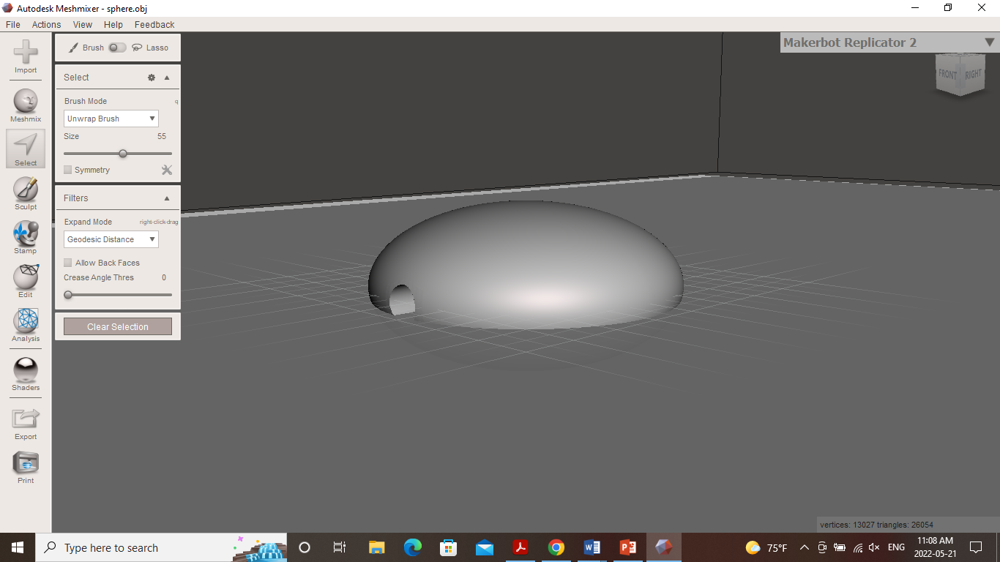 Autodesk Meshmixer - sphere.obj
File Actions View Help Feedback
Import
Meshmix
Select
Sculpt
Stamp
Edit
Analysis
Shaders
Export
Print
Brush Lasso
Select
Brush Mode q
Unwrap Brush
Size 55
Symmetry
Filters
Expand Mode right-click-drag
Geodesic Distance
Allow Back Faces
Crease Angle Thres 0
Clear Selection
Makerbot Replicator 2
FRONT RIGHT
vertices: 13027 triangles: 26054
Type here to search
75°F
ENG
11:08 AM
2022-05-21